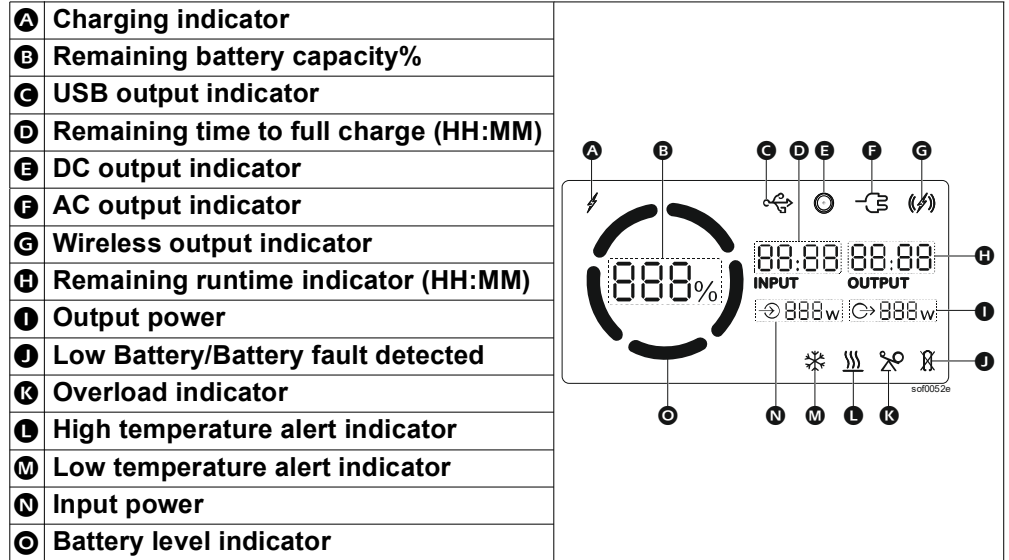 A Charging indicator
B Remaining battery capacity%
C USB output indicator
D Remaining time to full charge (HH:MM)
E DC output indicator
F AC output indicator
G Wireless output indicator
H Remaining runtime indicator (HH:MM)
I Output power
J Low Battery/Battery fault detected
K Overload indicator
L High temperature alert indicator
M Low temperature alert indicator
N Input power
O Battery level indicator
A B C D E F G
888% 88:88 88:88 H
INPUT OUTPUT
888w 888w I
J
sof0052e
O N M L K